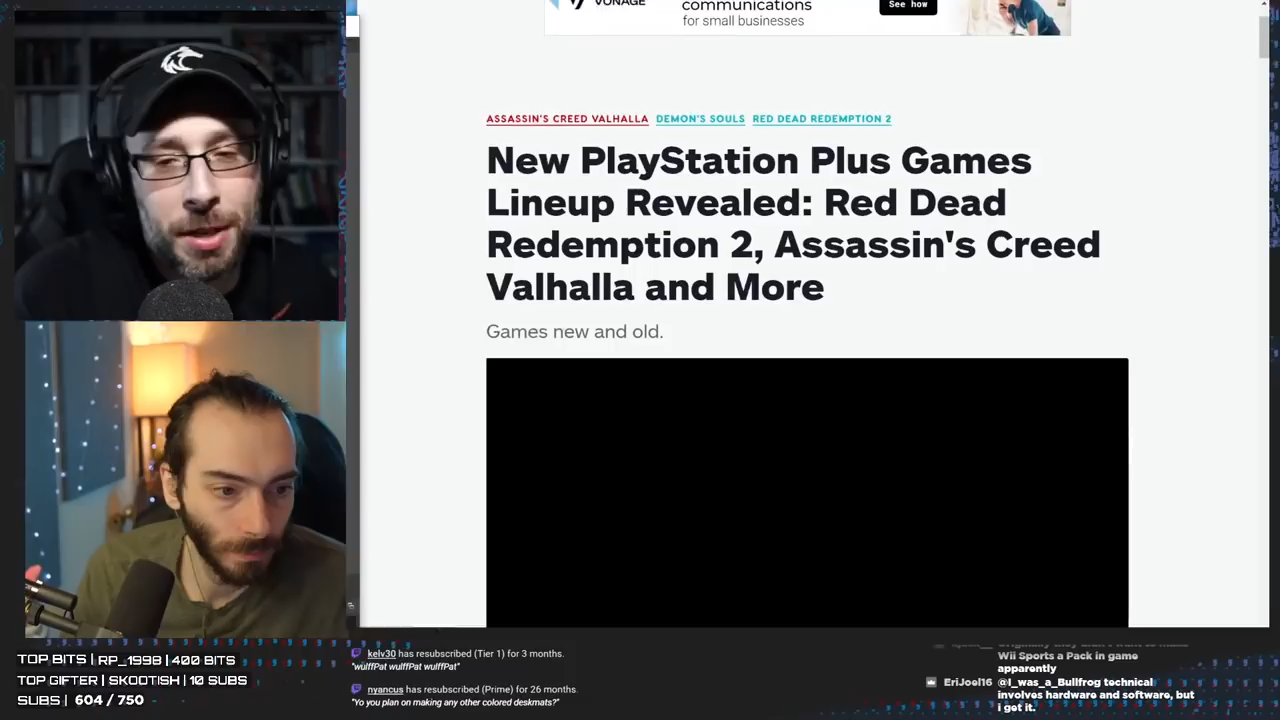 VONAGE
communications
for small businesses
See how
ASSASSIN'S CREED VALHALLA DEMON'S SOULS RED DEAD REDEMPTION 2
New PlayStation Plus Games
Lineup Revealed: Red Dead
Redemption 2, Assassin's Creed
Valhalla and More
Games new and old.
TOP BITS | RP_1998 | 400 BITS
TOP GIFTER | SKOOTISH | 10 SUBS
SUBS | 604 / 750
kelv30 has resubscribed (Tier 1) for 3 months.
"wulffPat wulffPat wulffPat"
nyancus has resubscribed (Prime) for 26 months.
"Yo you plan on making any other colored deskmats?"
Wii Sports a Pack in game
apparently
EriJoel16 @I_was_a_Bullfrog technical
involves hardware and software, but
i get it.